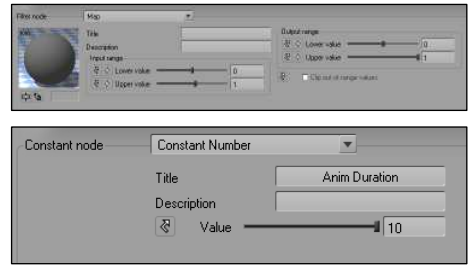 Filter node Map
Title
Description
Input range
Lower value 0
Upper value 1
Output range
Lower value 0
Upper value 1
Clip out of range values
Constant node Constant Number
Title Anim Duration
Description
Value 10